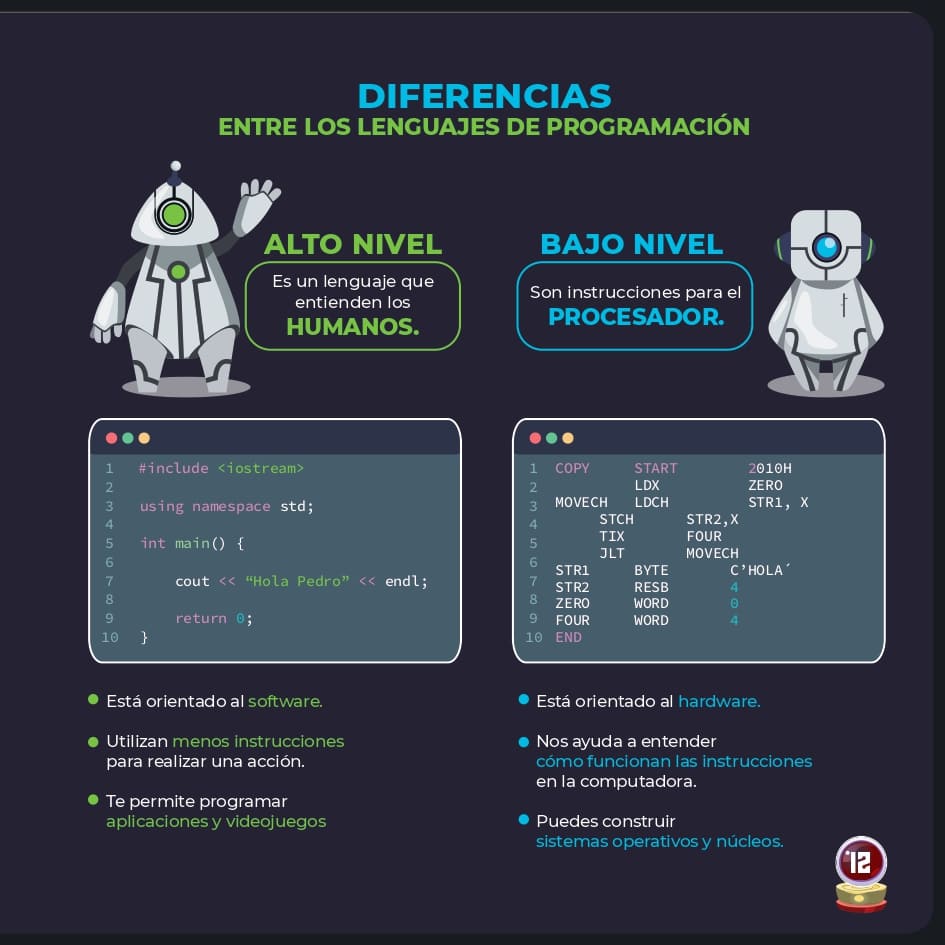 DIFERENCIAS
ENTRE LOS LENGUAJES DE PROGRAMACIÓN
ALTO NIVEL
Es un lenguaje que
entienden los
HUMANOS.
BAJO NIVEL
Son instrucciones para el
PROCESADOR.
1 #include <iostream>
2
3 using namespace std;
4
5 int main() {
6
7 cout << “Hola Pedro” << endl;
8
9 return 0;
10 }
1 COPY START 2010H
2 LDX ZERO
3 MOVECH LDCH STR1, X
4 STCH STR2,X
5 TIX FOUR
JLT MOVECH
6 STR1 BYTE C’HOLA´
7 STR2 RESB 4
8 ZERO WORD 0
9 FOUR WORD 4
10 END
Está orientado al software.
Utilizan menos instrucciones
para realizar una acción.
Te permite programar
aplicaciones y videojuegos
Está orientado al hardware.
Nos ayuda a entender
cómo funcionan las instrucciones
en la computadora.
Puedes construir
sistemas operativos y núcleos.
12